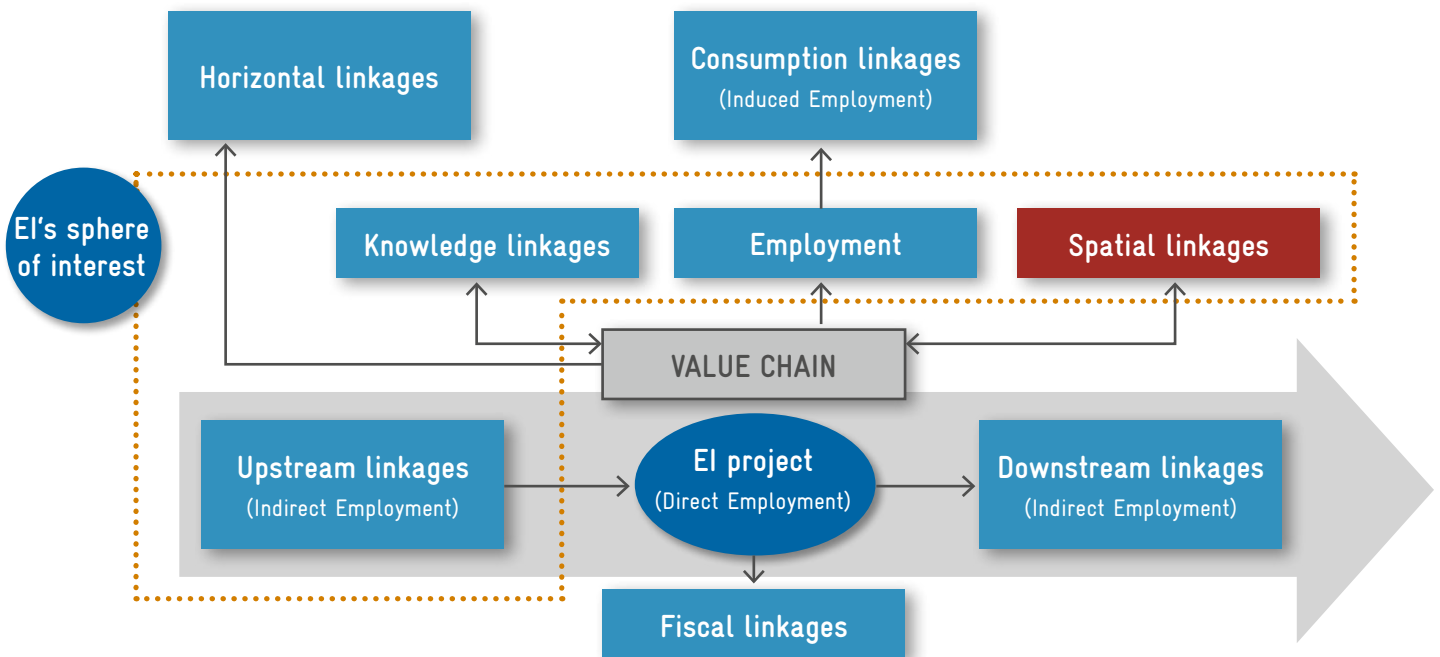 Horizontal linkages
Consumption linkages
(Induced Employment)
EI‘s sphere
of interest
Knowledge linkages
Employment
Spatial linkages
VALUE CHAIN
Upstream linkages
(Indirect Employment)
EI project
(Direct Employment)
Downstream linkages
(Indirect Employment)
Fiscal linkages